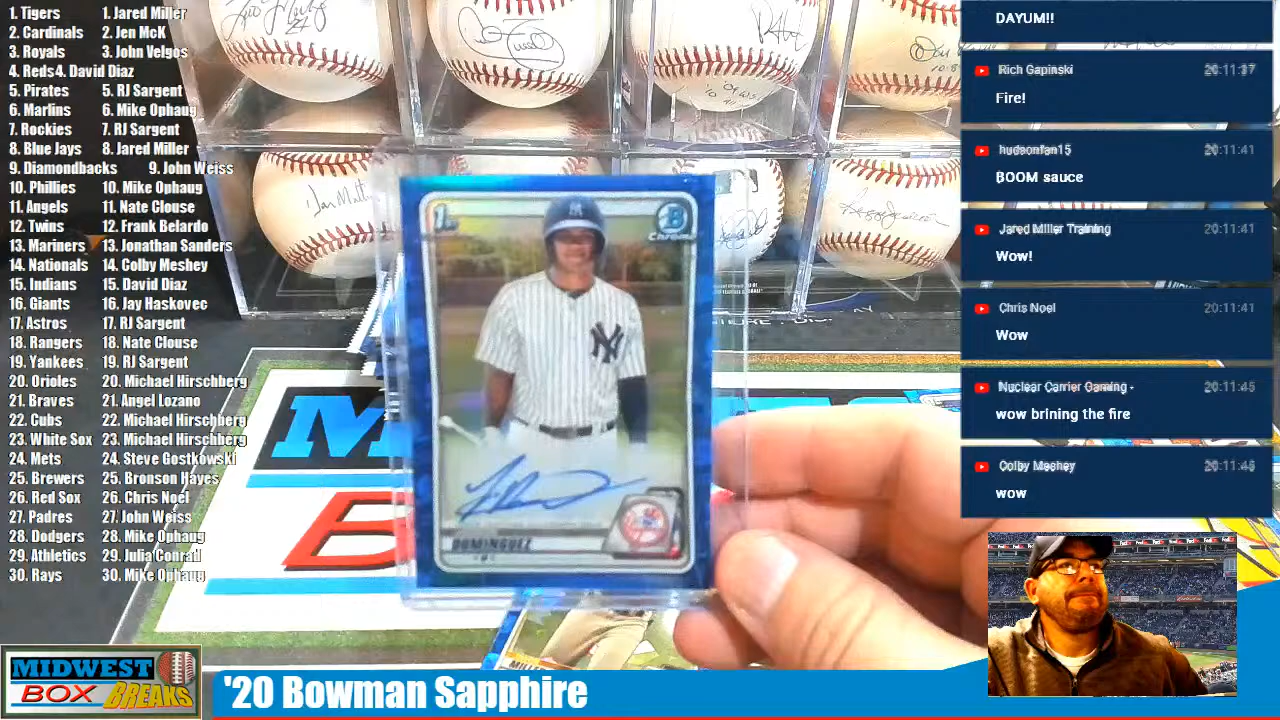 1. Tigers 1. Jared Miller
2. Cardinals 2. Jen McK
3. Royals 3. John Velgos
4. Reds 4. David Diaz
5. Pirates 5. RJ Sargent
6. Marlins 6. Mike Ophaug
7. Rockies 7. RJ Sargent
8. Blue Jays 8. Jared Miller
9. Diamondbacks 9. John Weiss
10. Phillies 10. Mike Ophaug
11. Angels 11. Nate Clouse
12. Twins 12. Frank Belardo
13. Mariners 13. Jonathan Sanders
14. Nationals 14. Colby Meshey
15. Indians 15. David Diaz
16. Giants 16. Jay Haskovec
17. Astros 17. RJ Sargent
18. Rangers 18. Nate Clouse
19. Yankees 19. RJ Sargent
20. Orioles 20. Michael Hirschberg
21. Braves 21. Angel Lozano
22. Cubs 22. Michael Hirschberg
23. White Sox 23. Michael Hirschberg
24. Mets 24. Steve Gostkowski
25. Brewers 25. Bronson Hayes
26. Red Sox 26. Chris Noel
27. Padres 27. John Weiss
28. Dodgers 28. Mike Ophaug
29. Athletics 29. Julia Conrad
30. Rays 30. Mike Ophaug
1st
B
Chrome
NY
DOMINGUEZ
MILLER
DAYUM!!
Rich Gapinski 20:11:37
Fire!
hudsonfan15 20:11:41
BOOM sauce
Jared Miller Training 20:11:41
Wow!
Chris Noel 20:11:41
Wow
Nuclear Carrier Gaming - 20:11:45
wow brining the fire
Colby Meshey 20:11:46
wow
MIDWEST
BOX
BREAKS
'20 Bowman Sapphire